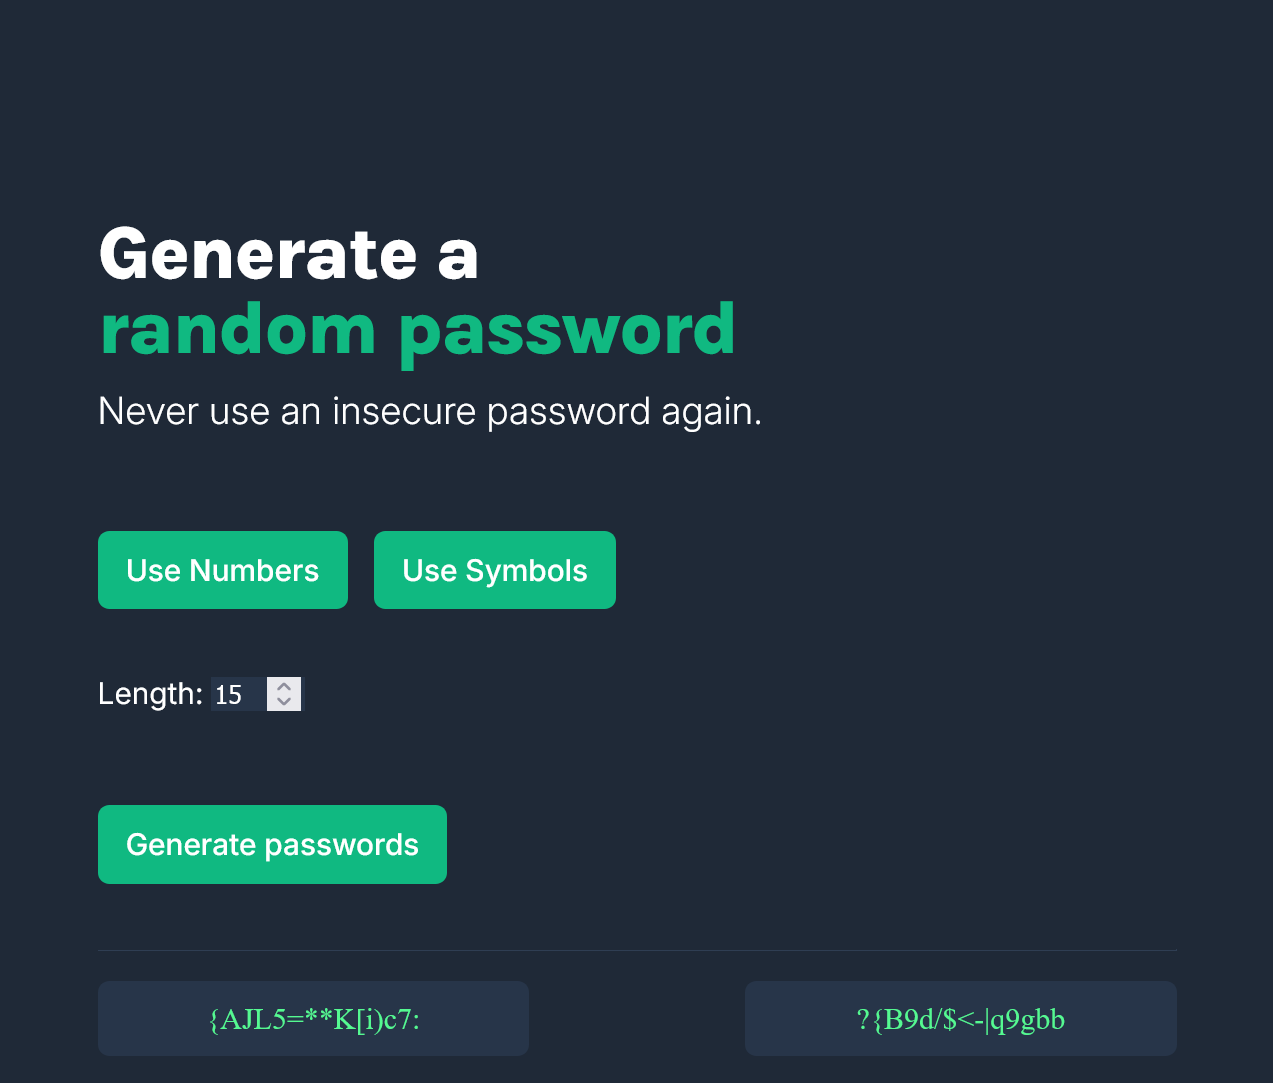 Generate a
random password
Never use an insecure password again.
Use Numbers Use Symbols
Length: 15
Generate passwords
{AJL5=**K[i)c7: ?{B9d/$<-|q9gbb